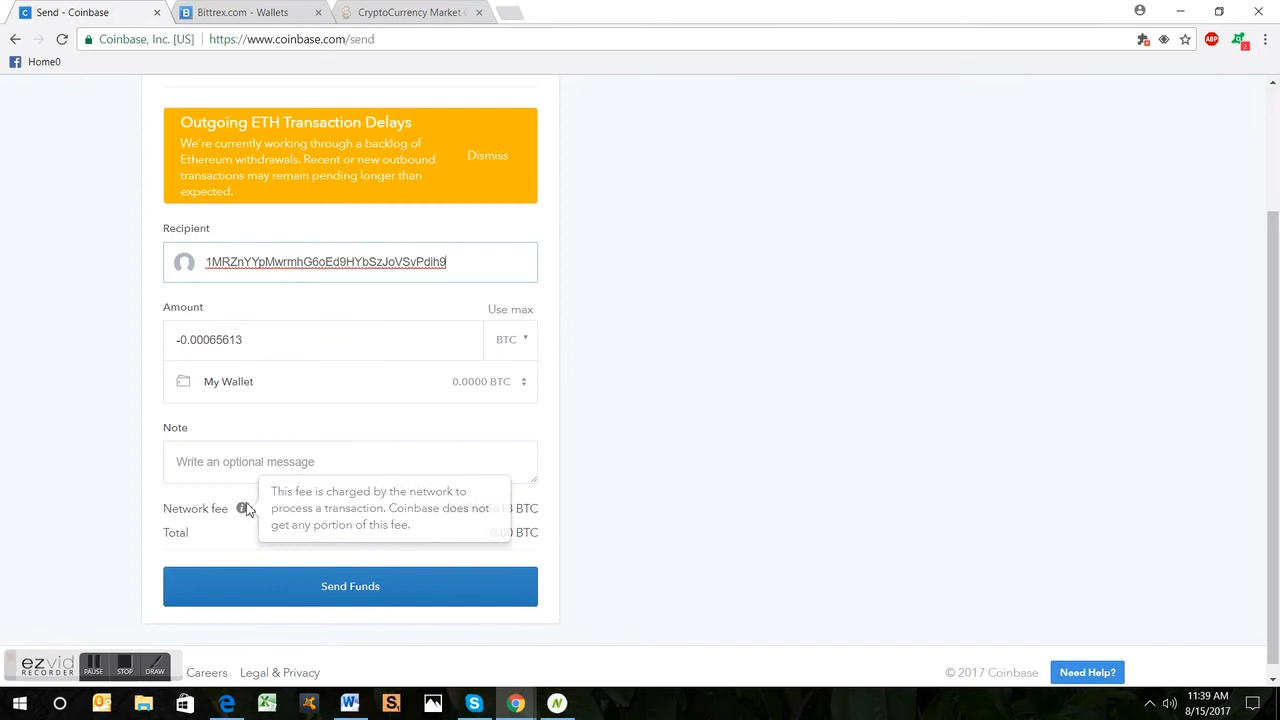 Send - Coinbase
Bittrex.com - Wallets
CryptoCurrency Market C
Coinbase, Inc. [US]
https://www.coinbase.com/send
ABP
2
Home0
Outgoing ETH Transaction Delays
We're currently working through a backlog of
Ethereum withdrawals. Recent or new outbound
transactions may remain pending longer than
expected.
Dismiss
Recipient
1MRZnYYpMwrmhG6oEd9HYbSzJoVSvPdih9
Amount
Use max
-0.00065613
BTC
My Wallet
0.0000 BTC
Note
Write an optional message
This fee is charged by the network to
process a transaction. Coinbase does not
get any portion of this fee.
Network fee
BTC
Total
0.00 BTC
Send Funds
ezvid
RECORDER
PAUSE
STOP
DRAW
Careers
Legal & Privacy
© 2017 Coinbase
Need Help?
11:39 AM
8/15/2017